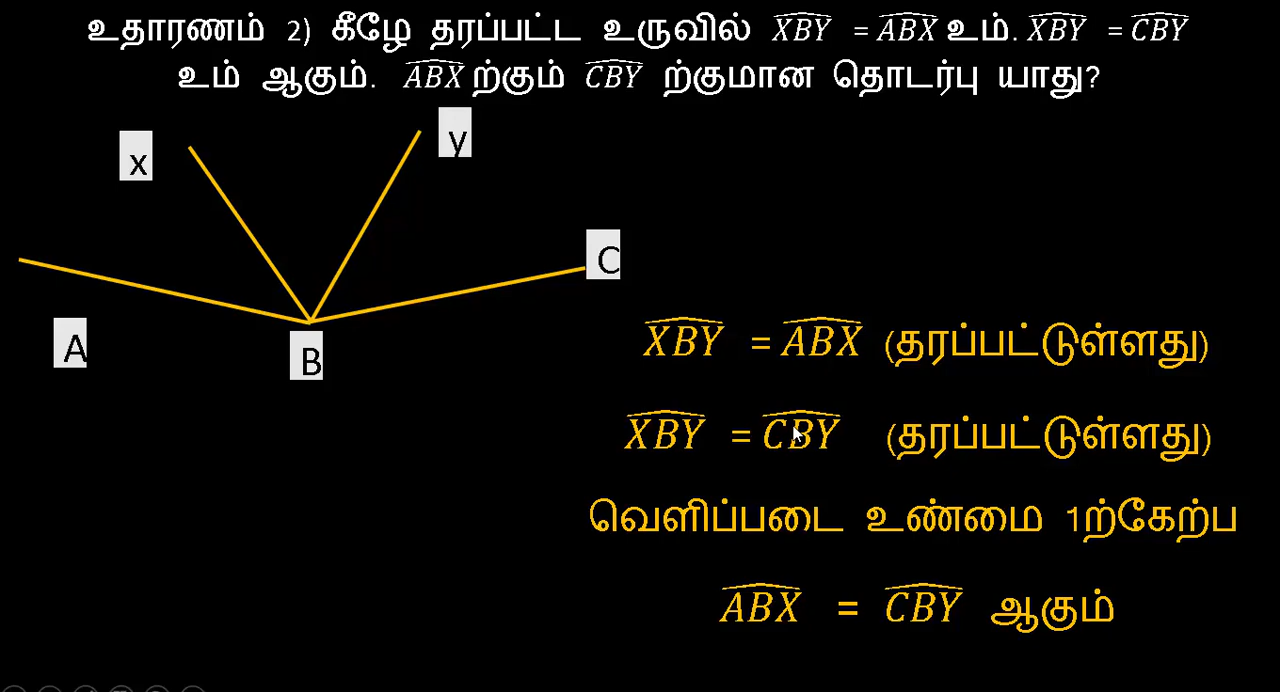 உதாரணம் 2) கீழே தரப்பட்ட உருவில் XBY = ABX உம். XBY = CBY
உம் ஆகும். ABX ற்கும் CBY ற்குமான தொடர்பு யாது?
x
y
C
A
B
XBY = ABX (தரப்பட்டுள்ளது)
XBY = CBY (தரப்பட்டுள்ளது)
வெளிப்படை உண்மை 1ற்கேற்ப
ABX = CBY ஆகும்